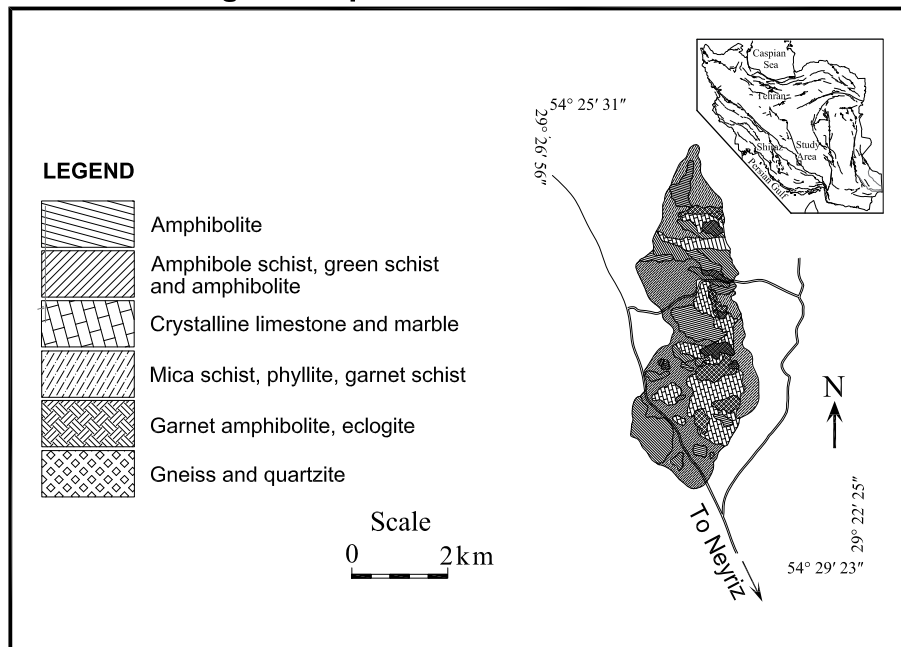 Caspian
Sea
Tehran
Shiraz
Study
Area
Persian Gulf
54° 25′ 31″
29° 26′ 56″
LEGEND
Amphibolite
Amphibole schist, green schist
and amphibolite
Crystalline limestone and marble
Mica schist, phyllite, garnet schist
Garnet amphibolite, eclogite
Gneiss and quartzite
N
Scale
0 2km
To Neyriz
29° 22′ 25″
54° 29′ 23″